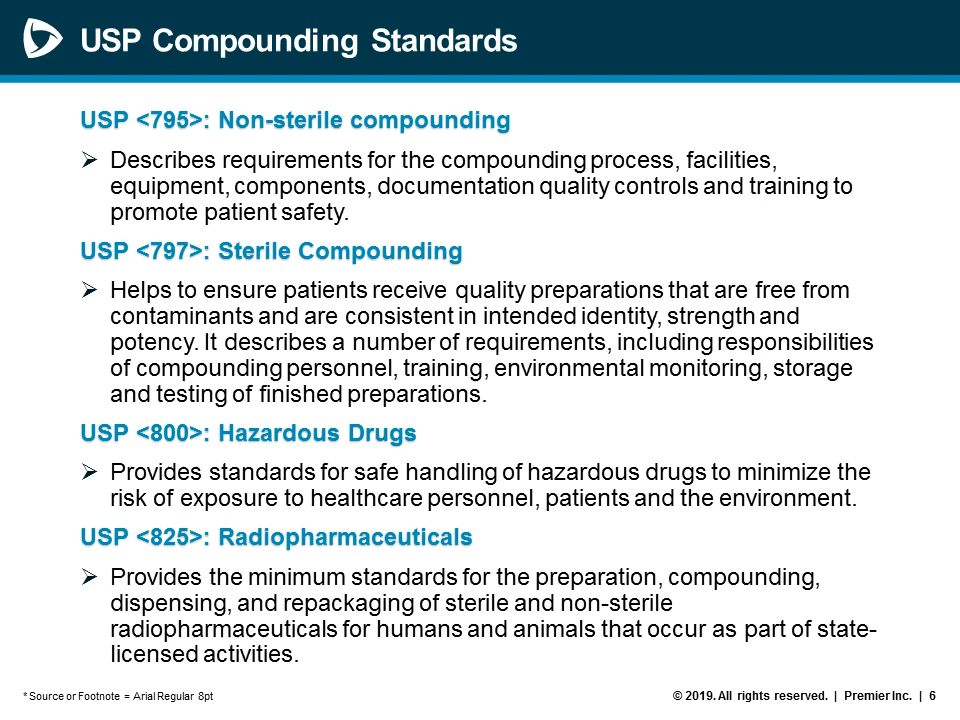 USP Compounding Standards
USP <795>: Non-sterile compounding
➢ Describes requirements for the compounding process, facilities,
equipment, components, documentation quality controls and training to
promote patient safety.
USP <797>: Sterile Compounding
➢ Helps to ensure patients receive quality preparations that are free from
contaminants and are consistent in intended identity, strength and
potency. It describes a number of requirements, including responsibilities
of compounding personnel, training, environmental monitoring, storage
and testing of finished preparations.
USP <800>: Hazardous Drugs
➢ Provides standards for safe handling of hazardous drugs to minimize the
risk of exposure to healthcare personnel, patients and the environment.
USP <825>: Radiopharmaceuticals
➢ Provides the minimum standards for the preparation, compounding,
dispensing, and repackaging of sterile and non-sterile
radiopharmaceuticals for humans and animals that occur as part of state-
licensed activities.
* Source or Footnote = Arial Regular 8pt
© 2019. All rights reserved. | Premier Inc. | 6